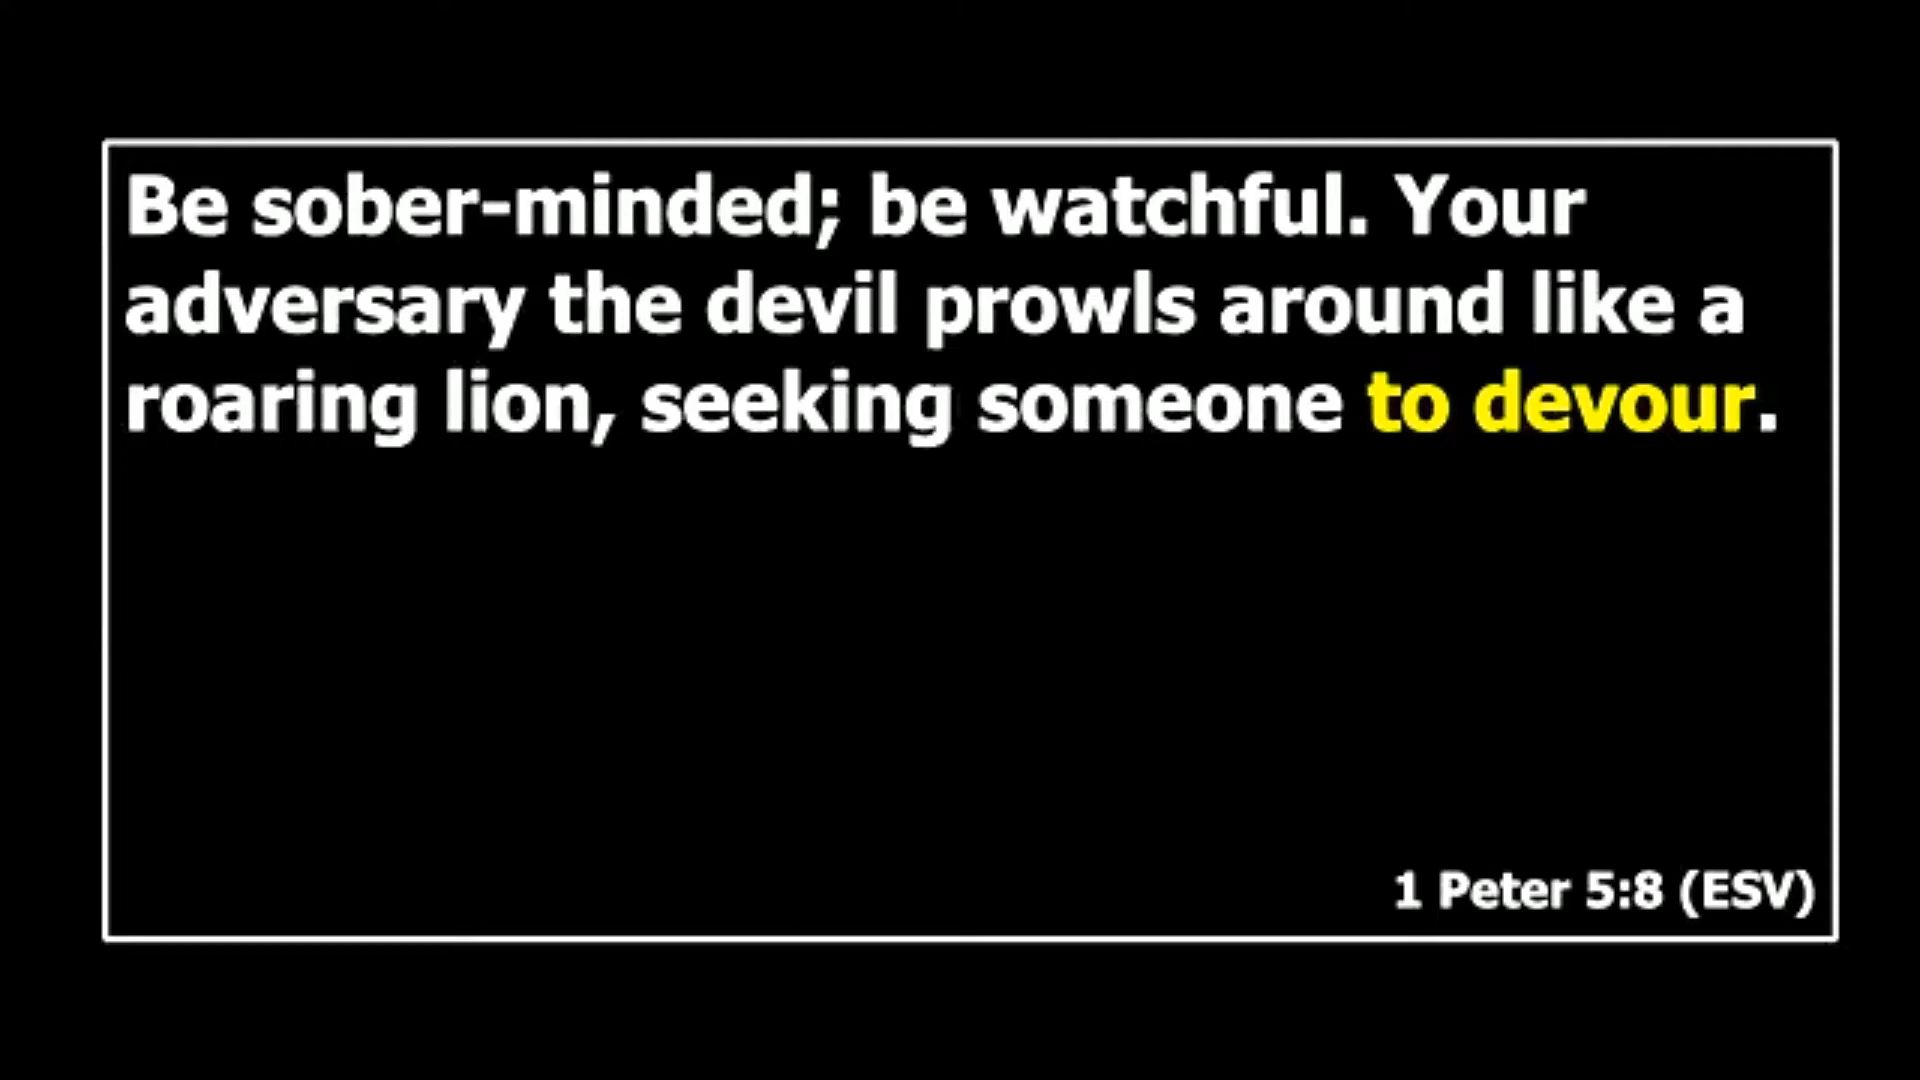 Be sober-minded; be watchful. Your
adversary the devil prowls around like a
roaring lion, seeking someone to devour.
1 Peter 5:8 (ESV)